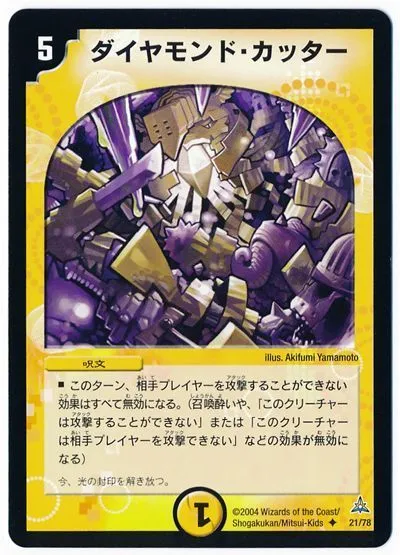 5
ダイヤモンド・カッター
illus. Akifumi Yamamoto
呪文
■ このターン、相手プレイヤーを攻撃することができない
効果はすべて無効になる。(召喚酔いや、「このクリーチャー
は攻撃することができない」または「このクリーチャー
は相手プレイヤーを攻撃できない」などの効果が無効に
なる)
今、光の封印を解き放つ。
1
©2004 Wizards of the Coast/
Shogakukan/Mitsui-Kids
21/78